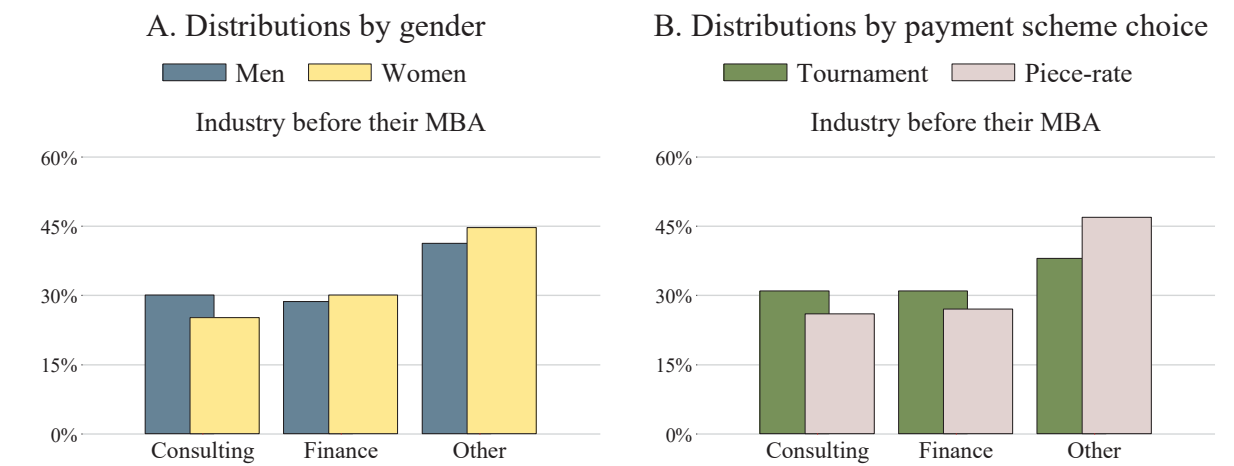 A. Distributions by gender
Men Women
Industry before their MBA
60%
45%
30%
15%
0%
Consulting Finance Other
B. Distributions by payment scheme choice
Tournament Piece-rate
Industry before their MBA
60%
45%
30%
15%
0%
Consulting Finance Other